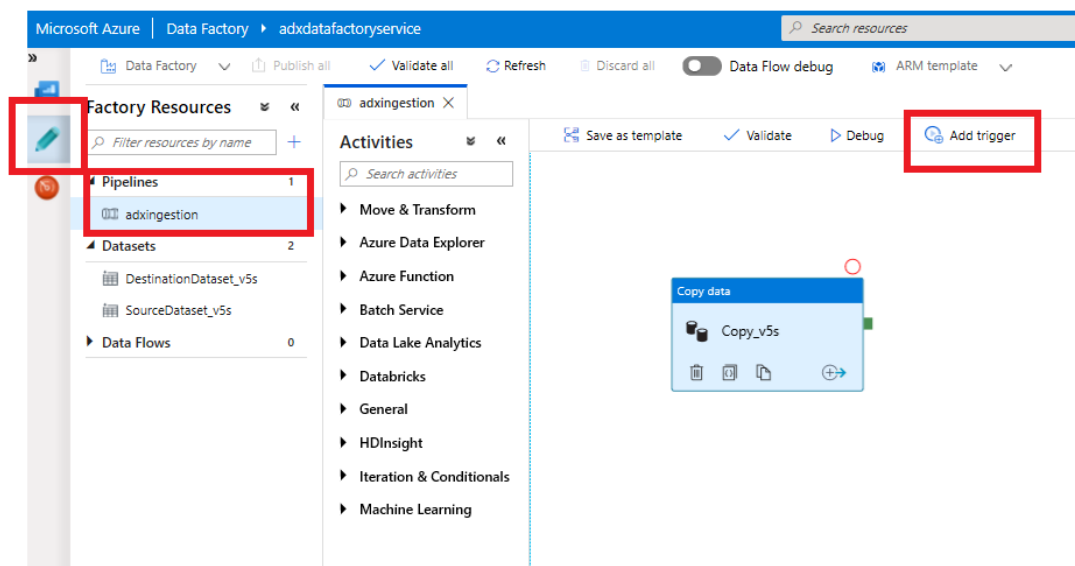 Microsoft Azure Data Factory adxdatafactoryservice Search resources
Data Factory Publish all Validate all Refresh Discard all Data Flow debug ARM template
Factory Resources
Filter resources by name
Pipelines 1
adxingestion
Datasets 2
DestinationDataset_v5s
SourceDataset_v5s
Data Flows 0
adxingestion
Activities
Search activities
Move & Transform
Azure Data Explorer
Azure Function
Batch Service
Data Lake Analytics
Databricks
General
HDInsight
Iteration & Conditionals
Machine Learning
Save as template Validate Debug Add trigger
Copy data
Copy_v5s